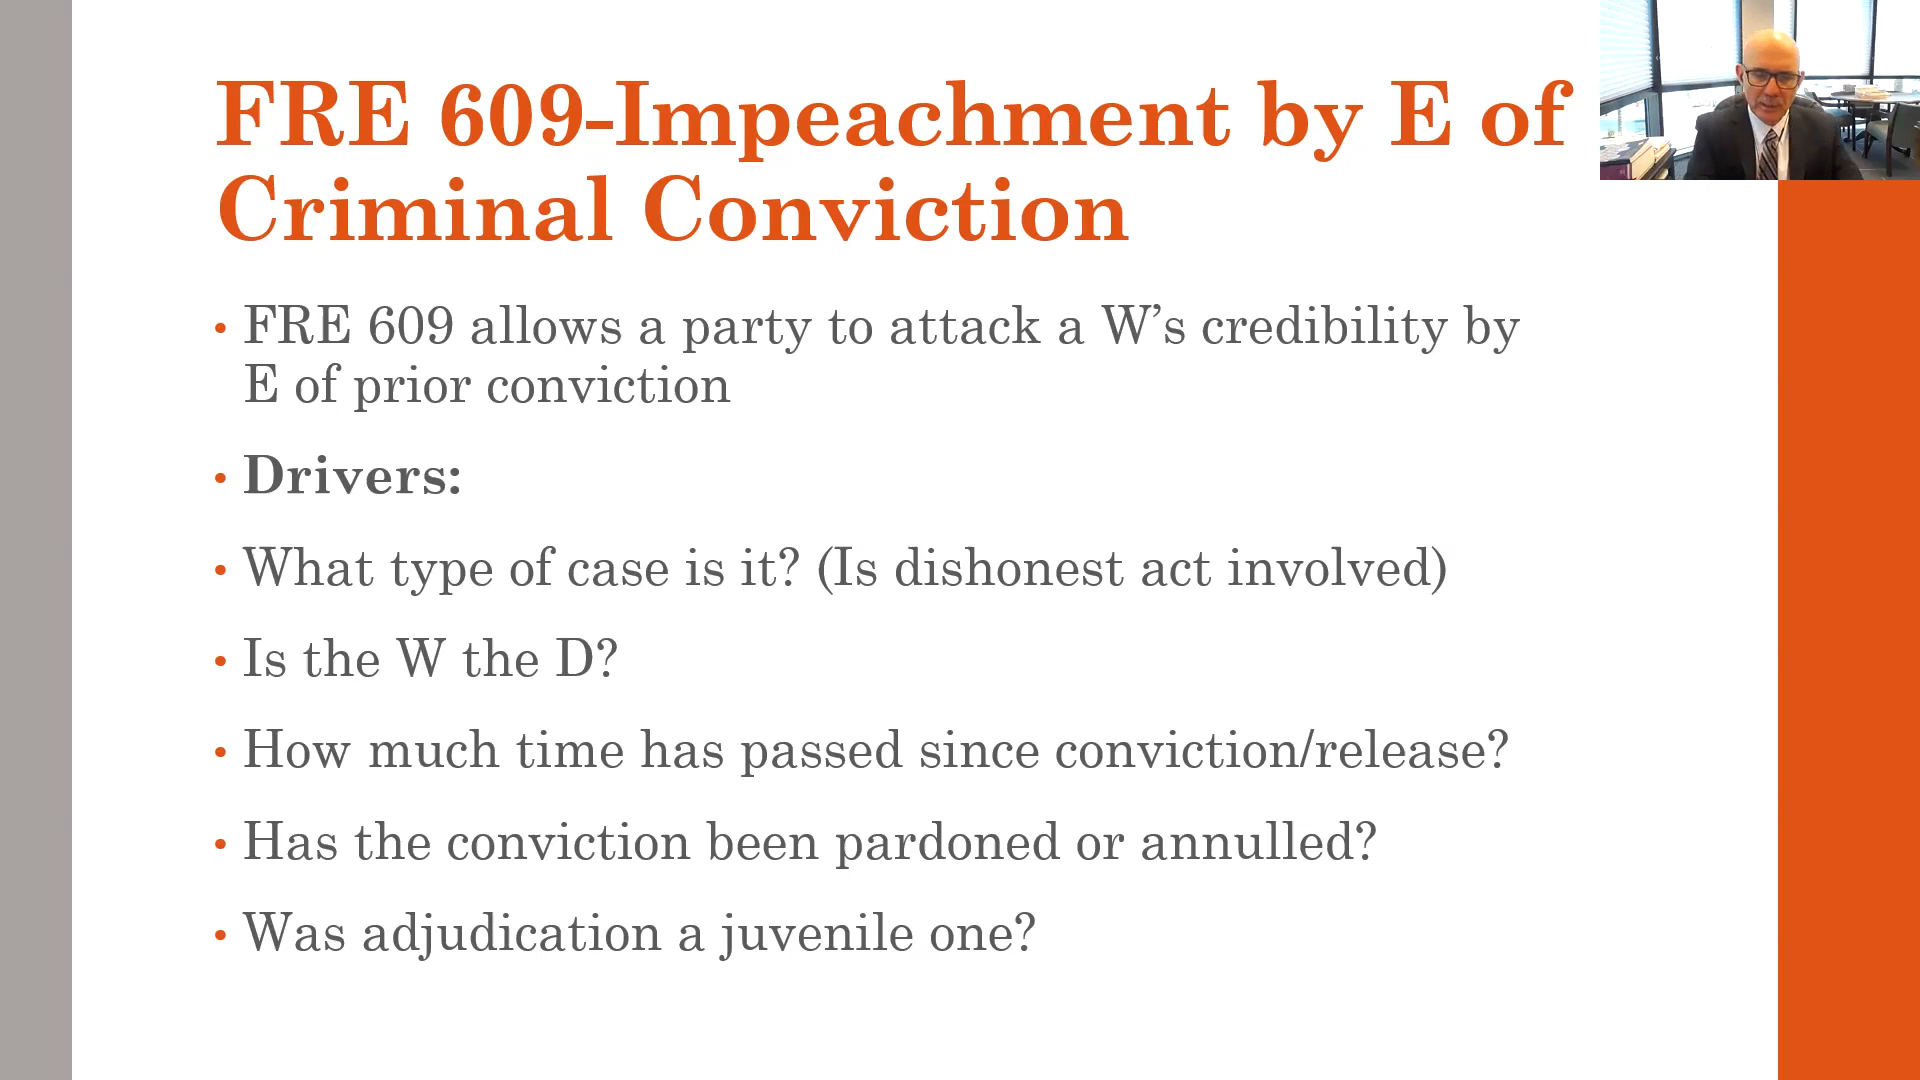 FRE 609-Impeachment by E of
Criminal Conviction
• FRE 609 allows a party to attack a W’s credibility by
E of prior conviction
• Drivers:
• What type of case is it? (Is dishonest act involved)
• Is the W the D?
• How much time has passed since conviction/release?
• Has the conviction been pardoned or annulled?
• Was adjudication a juvenile one?